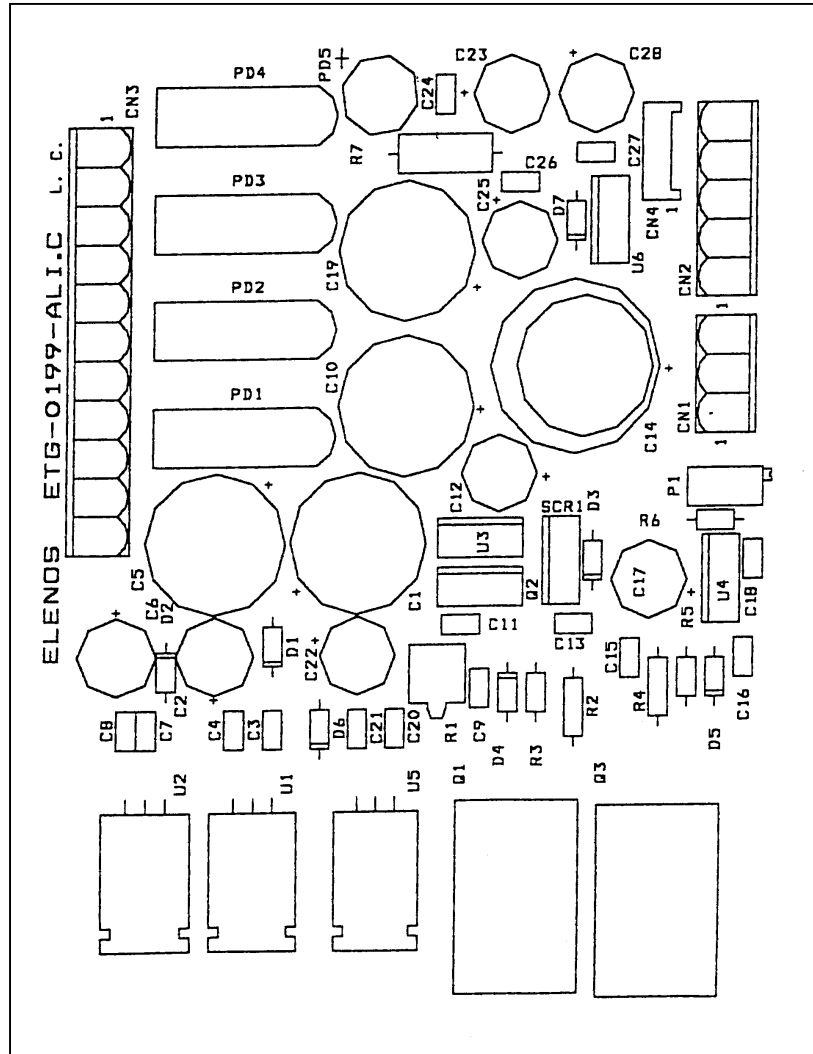 ELENOS ETG-0199-ALI.C L. C.
1
CN3
PD4
PD5
C24
C23
+
C28
+
R7
C26
C27
CN4
1
PD3
C25
+
D7
U6
CN2
1
C19
+
PD2
C10
+
C14
+
CN1
1
PD1
C12
+
P1
C5
+
C1
+
U3
Q2
SCR1
D3
R6
C17
+
U4
C18
R5
C6
+
D2
C2
+
D1
C22
+
C11
C13
C15
C16
C8
C7
C4
C3
D6
C21
C20
R1
C9
D4
R3
R2
R4
D5
U2
U1
U5
Q1
Q3